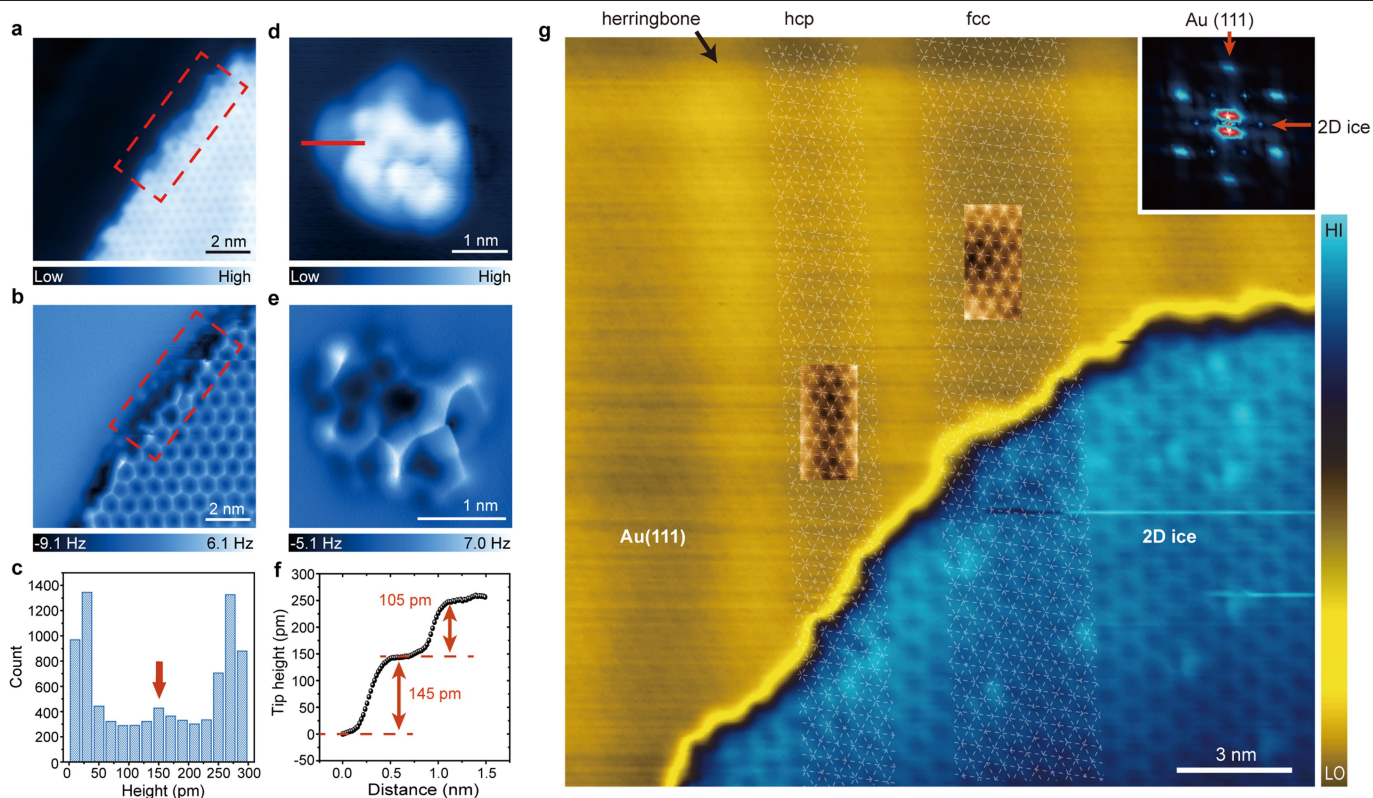 a
2 nm
Low High
b
2 nm
-9.1 Hz 6.1 Hz
c
Count
1400
1200
1000
800
600
400
200
0
0 50 100 150 200 250 300
Height (pm)
d
1 nm
Low High
e
1 nm
-5.1 Hz 7.0 Hz
f
Tip height (pm)
300
250
200
150
100
50
0
-50
105 pm
145 pm
0.0 0.5 1.0 1.5
Distance (nm)
g
herringbone hcp fcc Au (111)
2D ice
HI
Au(111)
2D ice
3 nm
LO